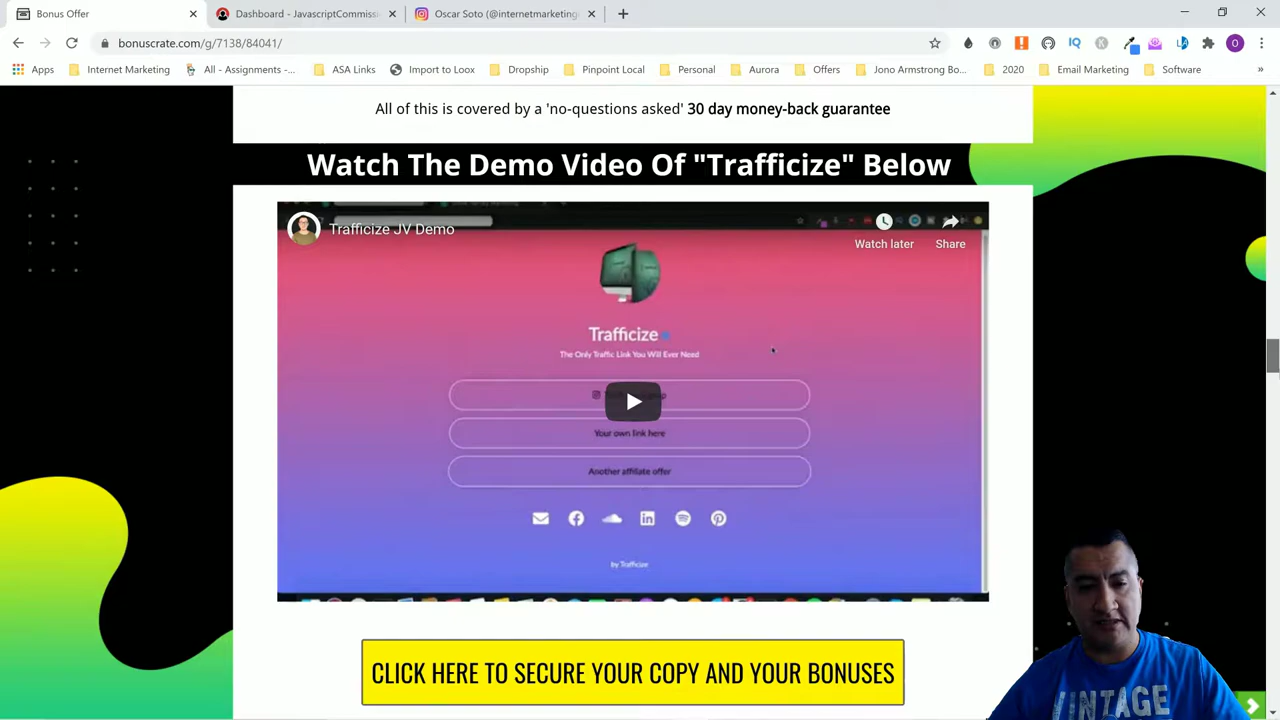 Bonus Offer
Dashboard - JavascriptCommiss
Oscar Soto (@internetmarketing
bonuscrate.com/g/7138/84041/
Apps
Internet Marketing
All - Assignments -...
ASA Links
Import to Loox
Dropship
Pinpoint Local
Personal
Aurora
Offers
Jono Armstrong Bo...
2020
Email Marketing
Software
All of this is covered by a 'no-questions asked' 30 day money-back guarantee
Watch The Demo Video Of "Trafficize" Below
Trafficize JV Demo
Watch later
Share
Trafficize
The Only Traffic Link You Will Ever Need
Your own link here
Another affiliate offer
by Trafficize
CLICK HERE TO SECURE YOUR COPY AND YOUR BONUSES
VINTAGE